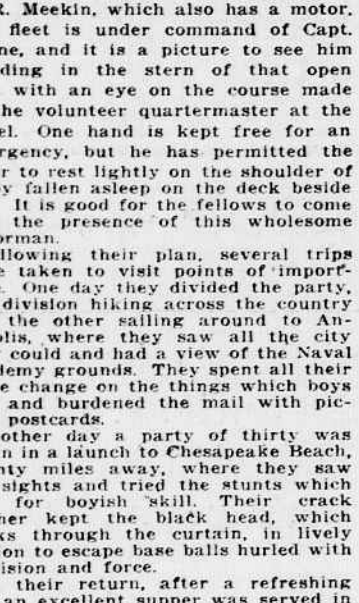 R. Meekin, which also has a motor.
fleet is under command of Capt.
ne, and it is a picture to see him
ding in the stern of that open
with an eye on the course made
he volunteer quartermaster at the
el. One hand is kept free for an
rgency, but he has permitted the
r to rest lightly on the shoulder of
y fallen asleep on the deck beside
It is good for the fellows to come
the presence of this wholesome
orman.
llowing their plan, several trips
e taken to visit points of import-
. One day they divided the party,
division hiking across the country
the other sailing around to An-
olis, where they saw all the city
could and had a view of the Naval
demy grounds. They spent all their
e change on the things which boys
and burdened the mail with pic-
postcards.
other day a party of thirty was
n in a launch to Chesapeake Beach,
nty miles away, where they saw
sights and tried the stunts which
for boyish skill. Their crack
her kept the black head, which
ks through the curtain, in lively
on to escape base balls hurled with
ision and force.
their return, after a refreshing
an excellent supper was served in